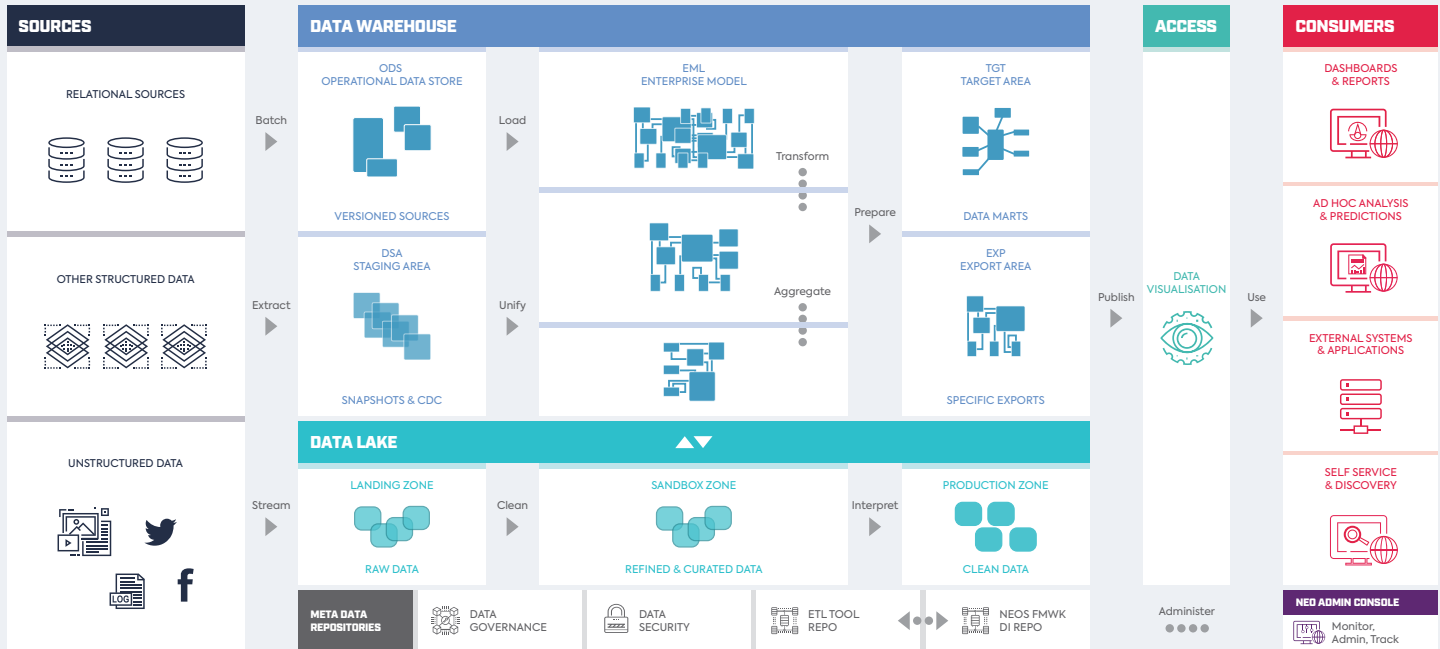 SOURCES
RELATIONAL SOURCES
OTHER STRUCTURED DATA
UNSTRUCTURED DATA
LOG
Batch
Extract
Stream
DATA WAREHOUSE
ODS
OPERATIONAL DATA STORE
VERSIONED SOURCES
DSA
STAGING AREA
SNAPSHOTS & CDC
Load
Unify
EML
ENTERPRISE MODEL
Transform
Aggregate
Prepare
TGT
TARGET AREA
DATA MARTS
EXP
EXPORT AREA
SPECIFIC EXPORTS
DATA LAKE
LANDING ZONE
RAW DATA
Clean
SANDBOX ZONE
REFINED & CURATED DATA
Interpret
PRODUCTION ZONE
CLEAN DATA
META DATA
REPOSITORIES
DATA
GOVERNANCE
DATA
SECURITY
ETL TOOL
REPO
NEOS FMWK
DI REPO
Publish
ACCESS
DATA
VISUALISATION
Use
Administer
CONSUMERS
DASHBOARDS
& REPORTS
AD HOC ANALYSIS
& PREDICTIONS
EXTERNAL SYSTEMS
& APPLICATIONS
SELF SERVICE
& DISCOVERY
NEO ADMIN CONSOLE
Monitor,
Admin, Track